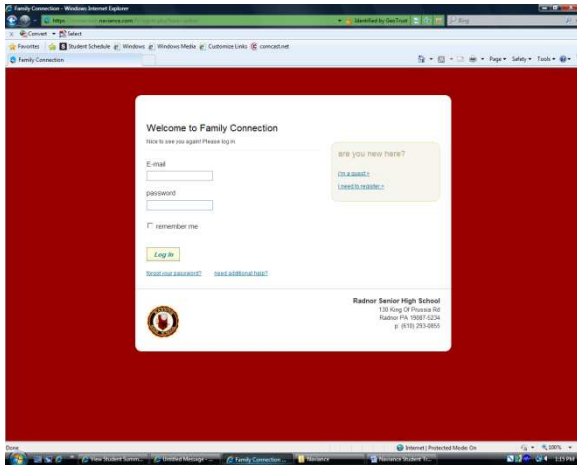 Family Connection - Windows Internet Explorer
Identified by GeoTrust
Bing
x Convert Select
Favorites Student Schedule Windows Windows Media Customize Links comcast.net
Family Connection
Page Safety Tools
Welcome to Family Connection
Nice to see you again! Please log in.
are you new here?
I'm a guest >
I need to register >
E-mail
password
remember me
Log In
forgot your password? need additional help?
Radnor Senior High School
130 King Of Prussia Rd
Radnor PA 19087-5234
p: (610) 293-0855
Done
Internet | Protected Mode: On
100%
View Student Summ...
Untitled Message - ...
Family Connection ...
Naviance
Naviance Student Tr...
1:15 PM